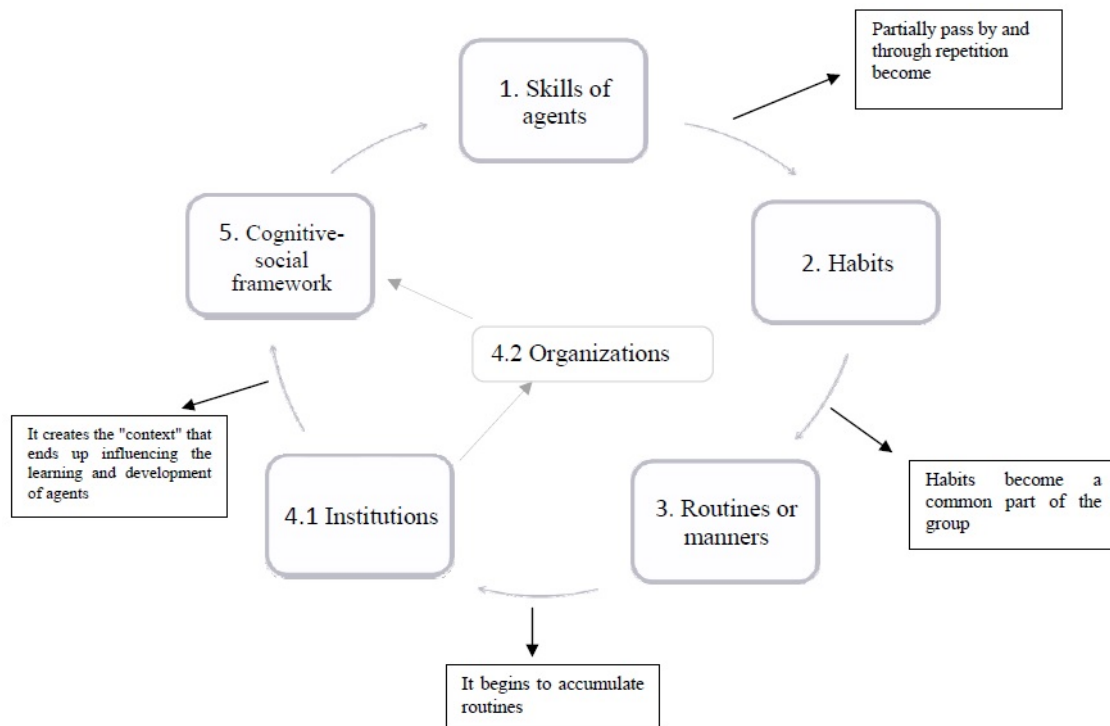 Partially pass by and
through repetition
become
1. Skills of
agents
2. Habits
5. Cognitive-
social
framework
4.2 Organizations
It creates the "context" that
ends up influencing the
learning and development
of agents
4.1 Institutions
3. Routines or
manners
Habits become a
common part of the
group
It begins to accumulate
routines